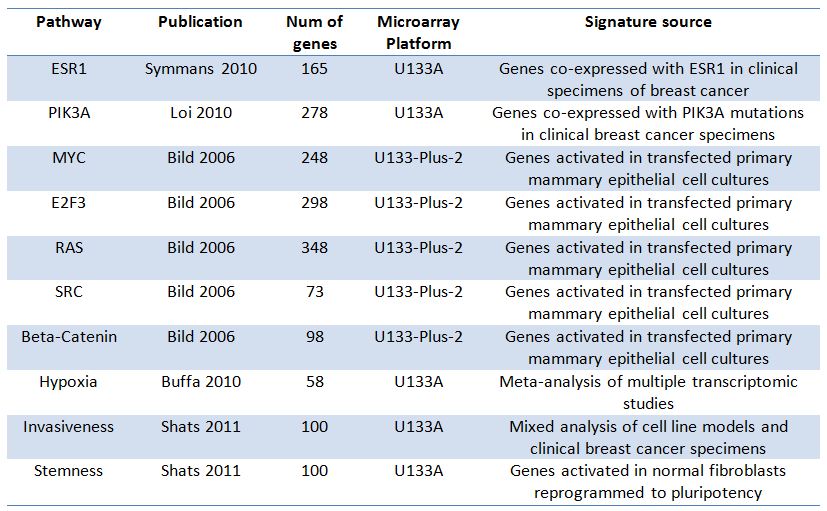 Pathway Publication Num of genes Microarray Platform Signature source
ESR1 Symmans 2010 165 U133A Genes co-expressed with ESR1 in clinical
specimens of breast cancer
PIK3A Loi 2010 278 U133A Genes co-expressed with PIK3A mutations
in clinical breast cancer specimens
MYC Bild 2006 248 U133-Plus-2 Genes activated in transfected primary
mammary epithelial cell cultures
E2F3 Bild 2006 298 U133-Plus-2 Genes activated in transfected primary
mammary epithelial cell cultures
RAS Bild 2006 348 U133-Plus-2 Genes activated in transfected primary
mammary epithelial cell cultures
SRC Bild 2006 73 U133-Plus-2 Genes activated in transfected primary
mammary epithelial cell cultures
Beta-Catenin Bild 2006 98 U133-Plus-2 Genes activated in transfected primary
mammary epithelial cell cultures
Hypoxia Buffa 2010 58 U133A Meta-analysis of multiple transcriptomic
studies
Invasiveness Shats 2011 100 U133A Mixed analysis of cell line models and
clinical breast cancer specimens
Stemness Shats 2011 100 U133A Genes activated in normal fibroblasts
reprogrammed to pluripotency